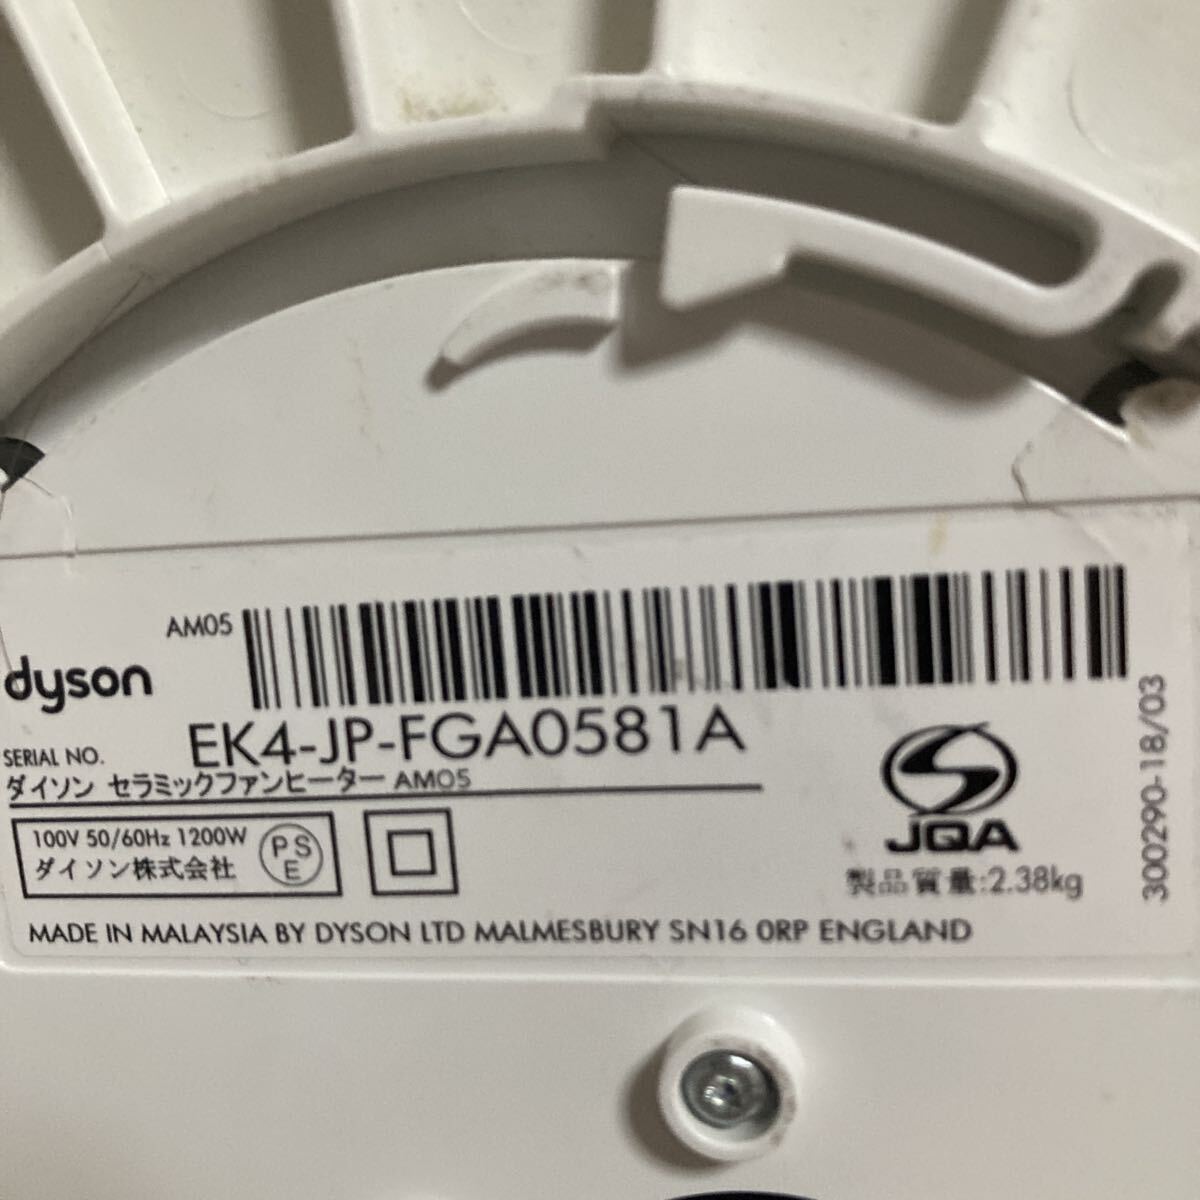 AM05
dyson
SERIAL NO. EK4-JP-FGA0581A
ダイソン セラミックファンヒーター AM05
100V 50/60Hz 1200W
ダイソン株式会社
PSE
JQA
製品質量:2.38kg
300290-18/03
MADE IN MALAYSIA BY DYSON LTD MALMESBURY SN16 0RP ENGLAND